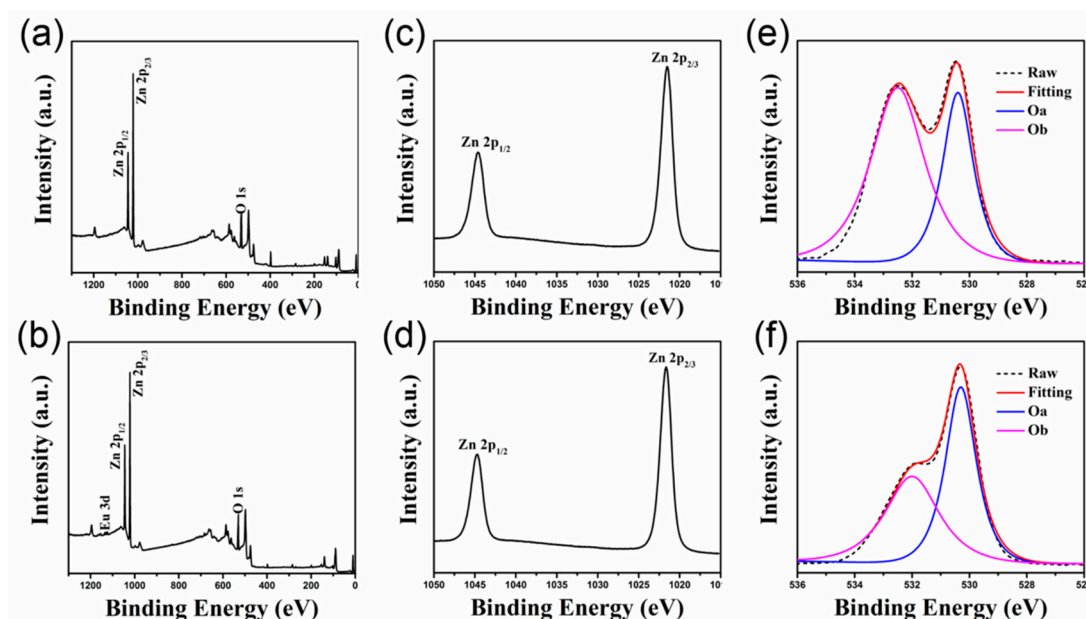 (a)
Intensity (a.u.)
Zn 2p1/2
Zn 2p2/3
O 1s
1200 1000 800 600 400 200 0
Binding Energy (eV)
(c)
Intensity (a.u.)
Zn 2p1/2
Zn 2p2/3
1050 1045 1040 1035 1030 1025 1020 101
Binding Energy (eV)
(e)
Intensity (a.u.)
Raw
Fitting
Oa
Ob
536 534 532 530 528 52
Binding Energy (eV)
(b)
Intensity (a.u.)
Eu 3d
Zn 2p1/2
Zn 2p2/3
O 1s
1200 1000 800 600 400 200 0
Binding Energy (eV)
(d)
Intensity (a.u.)
Zn 2p1/2
Zn 2p2/3
1050 1045 1040 1035 1030 1025 1020 101
Binding Energy (eV)
(f)
Intensity (a.u.)
Raw
Fitting
Oa
Ob
536 534 532 530 528 52
Binding Energy (eV)